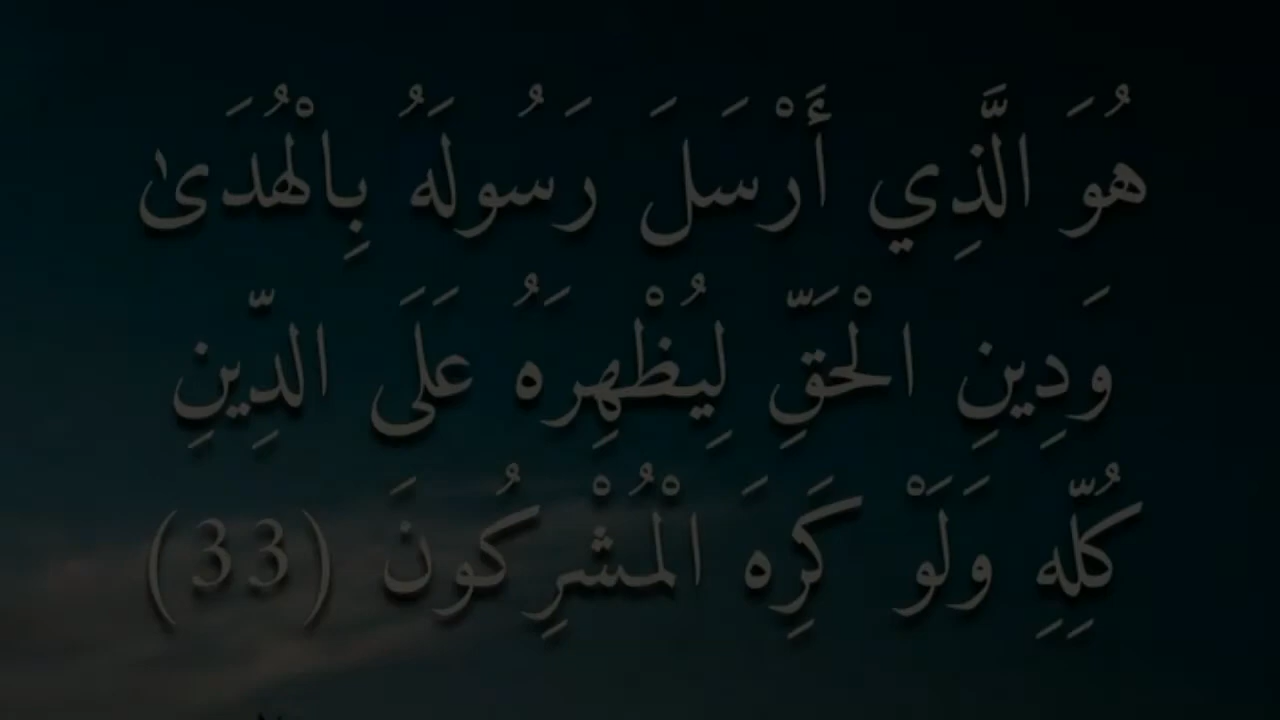 هُوَ الَّذِي أَرْسَلَ رَسُولَهُ بِالْهُدَىٰ
وَدِينِ الْحَقِّ لِيُظْهِرَهُ عَلَى الدِّينِ
كُلِّهِ وَلَوْ كَرِهَ الْمُشْرِكُونَ (33)